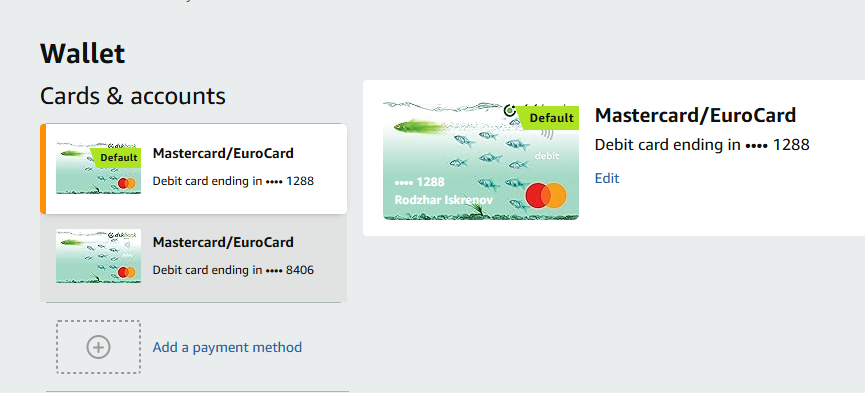 Wallet
Cards & accounts
Default
Mastercard/EuroCard
Debit card ending in •••• 1288
Mastercard/EuroCard
Debit card ending in •••• 8406
Add a payment method
Default
debit
•••• 1288
Rodzhar Iskrenov
Mastercard/EuroCard
Debit card ending in •••• 1288
Edit